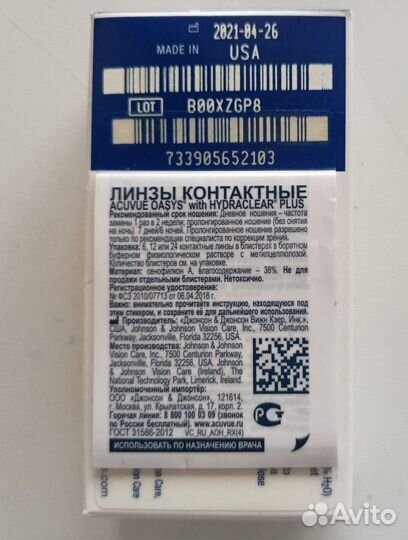 2021-04-26
MADE IN USA
LOT B00XZGP8
733905652103
ЛИНЗЫ КОНТАКТНЫЕ
ACUVUE OASYS® with HYDRACLEAR® PLUS
Рекомендованный срок ношения: Дневное ношение – частота
замены 1 раз в 2 недели; пролонгированное ношение (без снятия
на ночь) 7 дней/6 ночей. Пролонгированное ношение разрешено
только по рекомендации специалиста по коррекции зрения.
Упаковка: 6, 12 или 24 контактные линзы в блистерах в боратном
буферном физиологическом растворе с метилцеллюлозой.
Количество блистеров см. на упаковке.
Материал: сенофилкон А, влагосодержание – 38%. Не для
продажи отдельными блистерами. Нетоксично.
Регистрационное удостоверение:
№ ФСЗ 2010/07713 от 06.04.2018 г.
Важно, внимательно прочитайте инструкцию, находящуюся под
этим стикером, и сохраните ее для дальнейшего использования.
Производитель: «Джонсон & Джонсон Вижн Кэр, Инк.»,
США, Johnson & Johnson Vision Care, Inc., 7500 Centurion
Parkway, Jacksonville, Florida 32256, USA.
Место производства: Johnson & Johnson
Vision Care, Inc., 7500 Centurion Parkway,
Jacksonville, Florida 32256, USA. Johnson &
Johnson Vision Care (Ireland), The
National Technology Park, Limerick, Ireland.
Уполномоченный импортер:
ООО «Джонсон & Джонсон», 121614,
г. Москва, ул. Крылатская, д. 17, корп. 2.
Горячая линия: 8 800 100 03 09 (звонок
по России бесплатный). www.acuvue.ru
ГОСТ 31586-2012 VC_RU_AOH_RX(4)
ИСПОЛЬЗОВАТЬ ПО НАЗНАЧЕНИЮ ВРАЧА
Avito